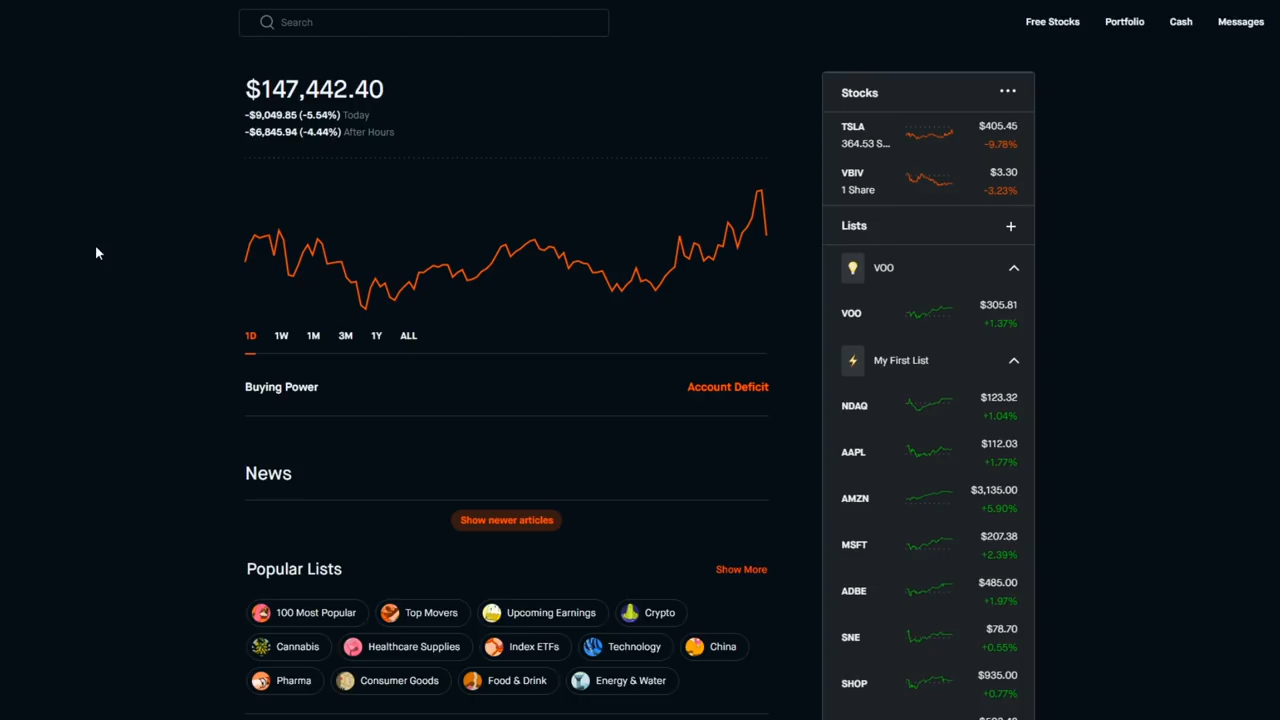 Search
Free Stocks
Portfolio
Cash
Messages
$147,442.40
-$9,049.85 (-5.54%) Today
-$6,845.94 (-4.44%) After Hours
1D
1W
1M
3M
1Y
ALL
Buying Power
Account Deficit
News
Show newer articles
Popular Lists
Show More
100 Most Popular
Top Movers
Upcoming Earnings
Crypto
Cannabis
Healthcare Supplies
Index ETFs
Technology
China
Pharma
Consumer Goods
Food & Drink
Energy & Water
Stocks
TSLA
364.53 S...
$405.45
-9.78%
VBIV
1 Share
$3.30
-3.23%
Lists
VOO
VOO
$305.81
+1.37%
My First List
NDAQ
$123.32
+1.04%
AAPL
$112.03
+1.77%
AMZN
$3,135.00
+5.90%
MSFT
$207.38
+2.39%
ADBE
$485.00
+1.97%
SNE
$78.70
+0.55%
SHOP
$935.00
+0.77%